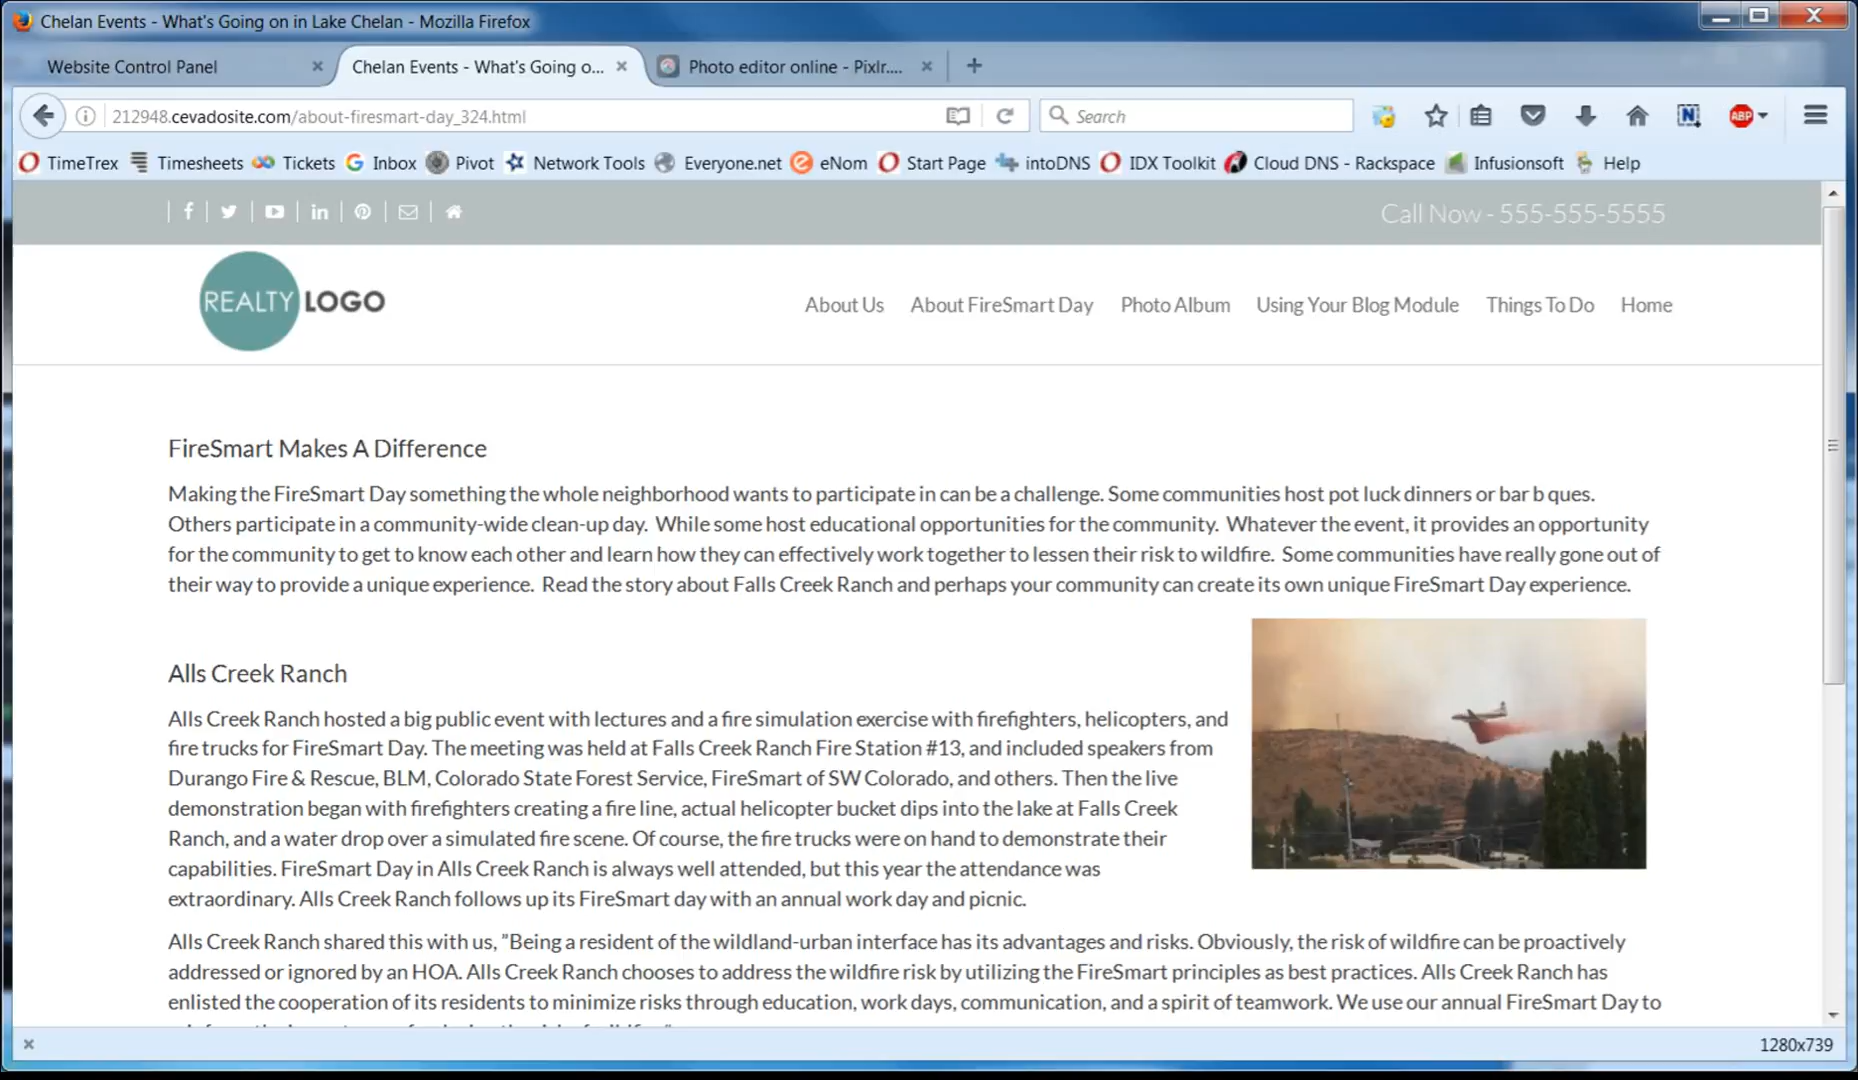 Chelan Events - What's Going on in Lake Chelan - Mozilla Firefox
Website Control Panel
Chelan Events - What's Going o...
Photo editor online - Pixlr....
212948.cevadosite.com/about-firesmart-day_324.html
Search
ABP
TimeTrex Timesheets Tickets Inbox Pivot Network Tools Everyone.net eNom Start Page intoDNS IDX Toolkit Cloud DNS - Rackspace Infusionsoft Help
Call Now - 555-555-5555
REALTY LOGO
About Us About FireSmart Day Photo Album Using Your Blog Module Things To Do Home
FireSmart Makes A Difference
Making the FireSmart Day something the whole neighborhood wants to participate in can be a challenge. Some communities host pot luck dinners or bar b ques.
Others participate in a community-wide clean-up day. While some host educational opportunities for the community. Whatever the event, it provides an opportunity
for the community to get to know each other and learn how they can effectively work together to lessen their risk to wildfire. Some communities have really gone out of
their way to provide a unique experience. Read the story about Falls Creek Ranch and perhaps your community can create its own unique FireSmart Day experience.
Alls Creek Ranch
Alls Creek Ranch hosted a big public event with lectures and a fire simulation exercise with firefighters, helicopters, and
fire trucks for FireSmart Day. The meeting was held at Falls Creek Ranch Fire Station #13, and included speakers from
Durango Fire & Rescue, BLM, Colorado State Forest Service, FireSmart of SW Colorado, and others. Then the live
demonstration began with firefighters creating a fire line, actual helicopter bucket dips into the lake at Falls Creek
Ranch, and a water drop over a simulated fire scene. Of course, the fire trucks were on hand to demonstrate their
capabilities. FireSmart Day in Alls Creek Ranch is always well attended, but this year the attendance was
extraordinary. Alls Creek Ranch follows up its FireSmart day with an annual work day and picnic.
Alls Creek Ranch shared this with us, "Being a resident of the wildland-urban interface has its advantages and risks. Obviously, the risk of wildfire can be proactively
addressed or ignored by an HOA. Alls Creek Ranch chooses to address the wildfire risk by utilizing the FireSmart principles as best practices. Alls Creek Ranch has
enlisted the cooperation of its residents to minimize risks through education, work days, communication, and a spirit of teamwork. We use our annual FireSmart Day to
1280x739